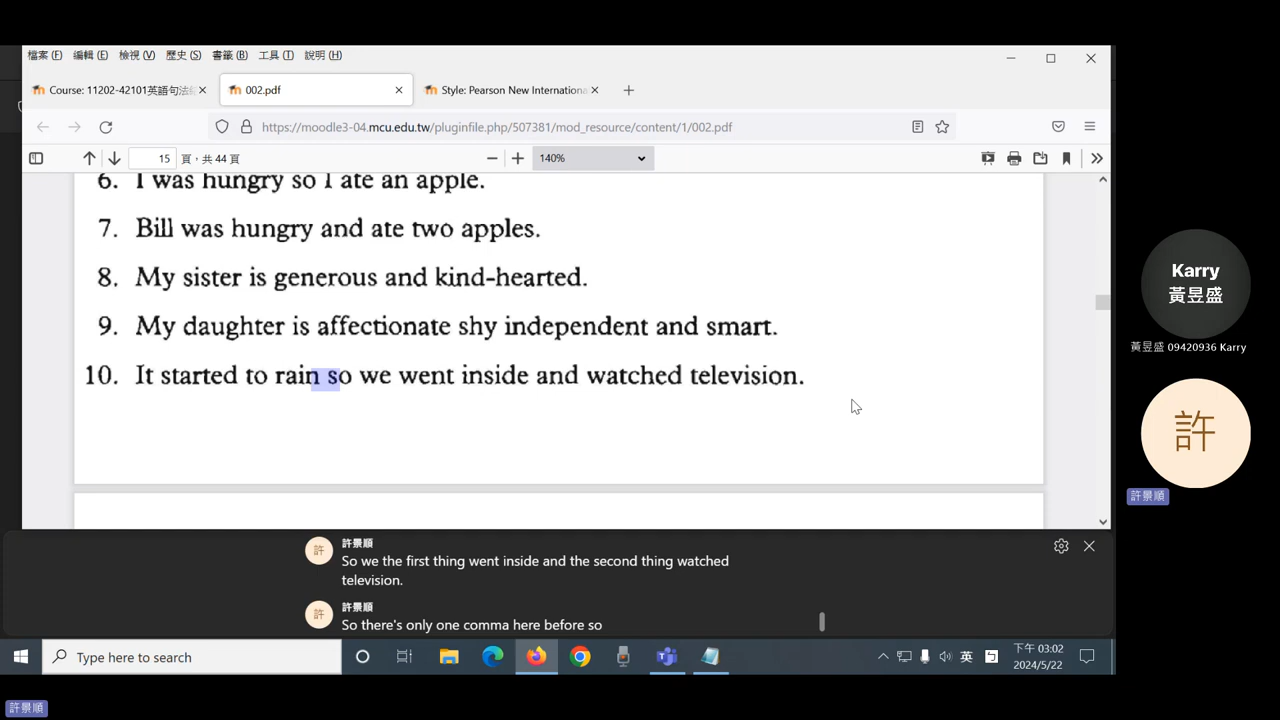 檔案 (F) 編輯 (E) 檢視 (V) 歷史 (S) 書籤 (B) 工具 (T) 說明 (H)
Course: 11202-42101英語句法
002.pdf
Style: Pearson New Internationa
https://moodle3-04.mcu.edu.tw/pluginfile.php/507381/mod_resource/content/1/002.pdf
15 頁，共 44 頁
140%
6. I was hungry so I ate an apple.
7. Bill was hungry and ate two apples.
8. My sister is generous and kind-hearted.
9. My daughter is affectionate shy independent and smart.
10. It started to rain so we went inside and watched television.
Karry
黃昱盛
黃昱盛 09420936 Karry
許
許景順
許 許景順
So we the first thing went inside and the second thing watched
television.
許 許景順
So there's only one comma here before so
Type here to search
英
下午 03:02
2024/5/22
許景順